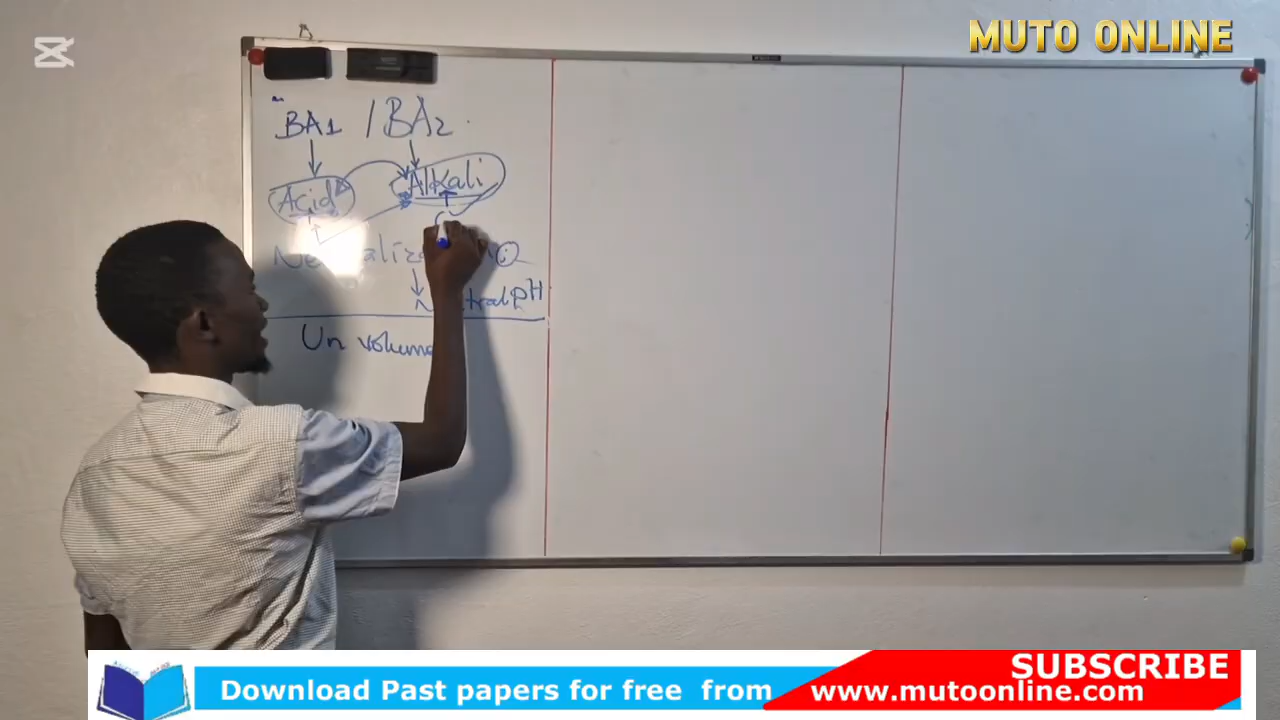 MUTO ONLINE
BA1 / BA2
Acid Alkali
Neutral PH
Un volume
SUBSCRIBE
Download Past papers for free from www.mutoonline.com